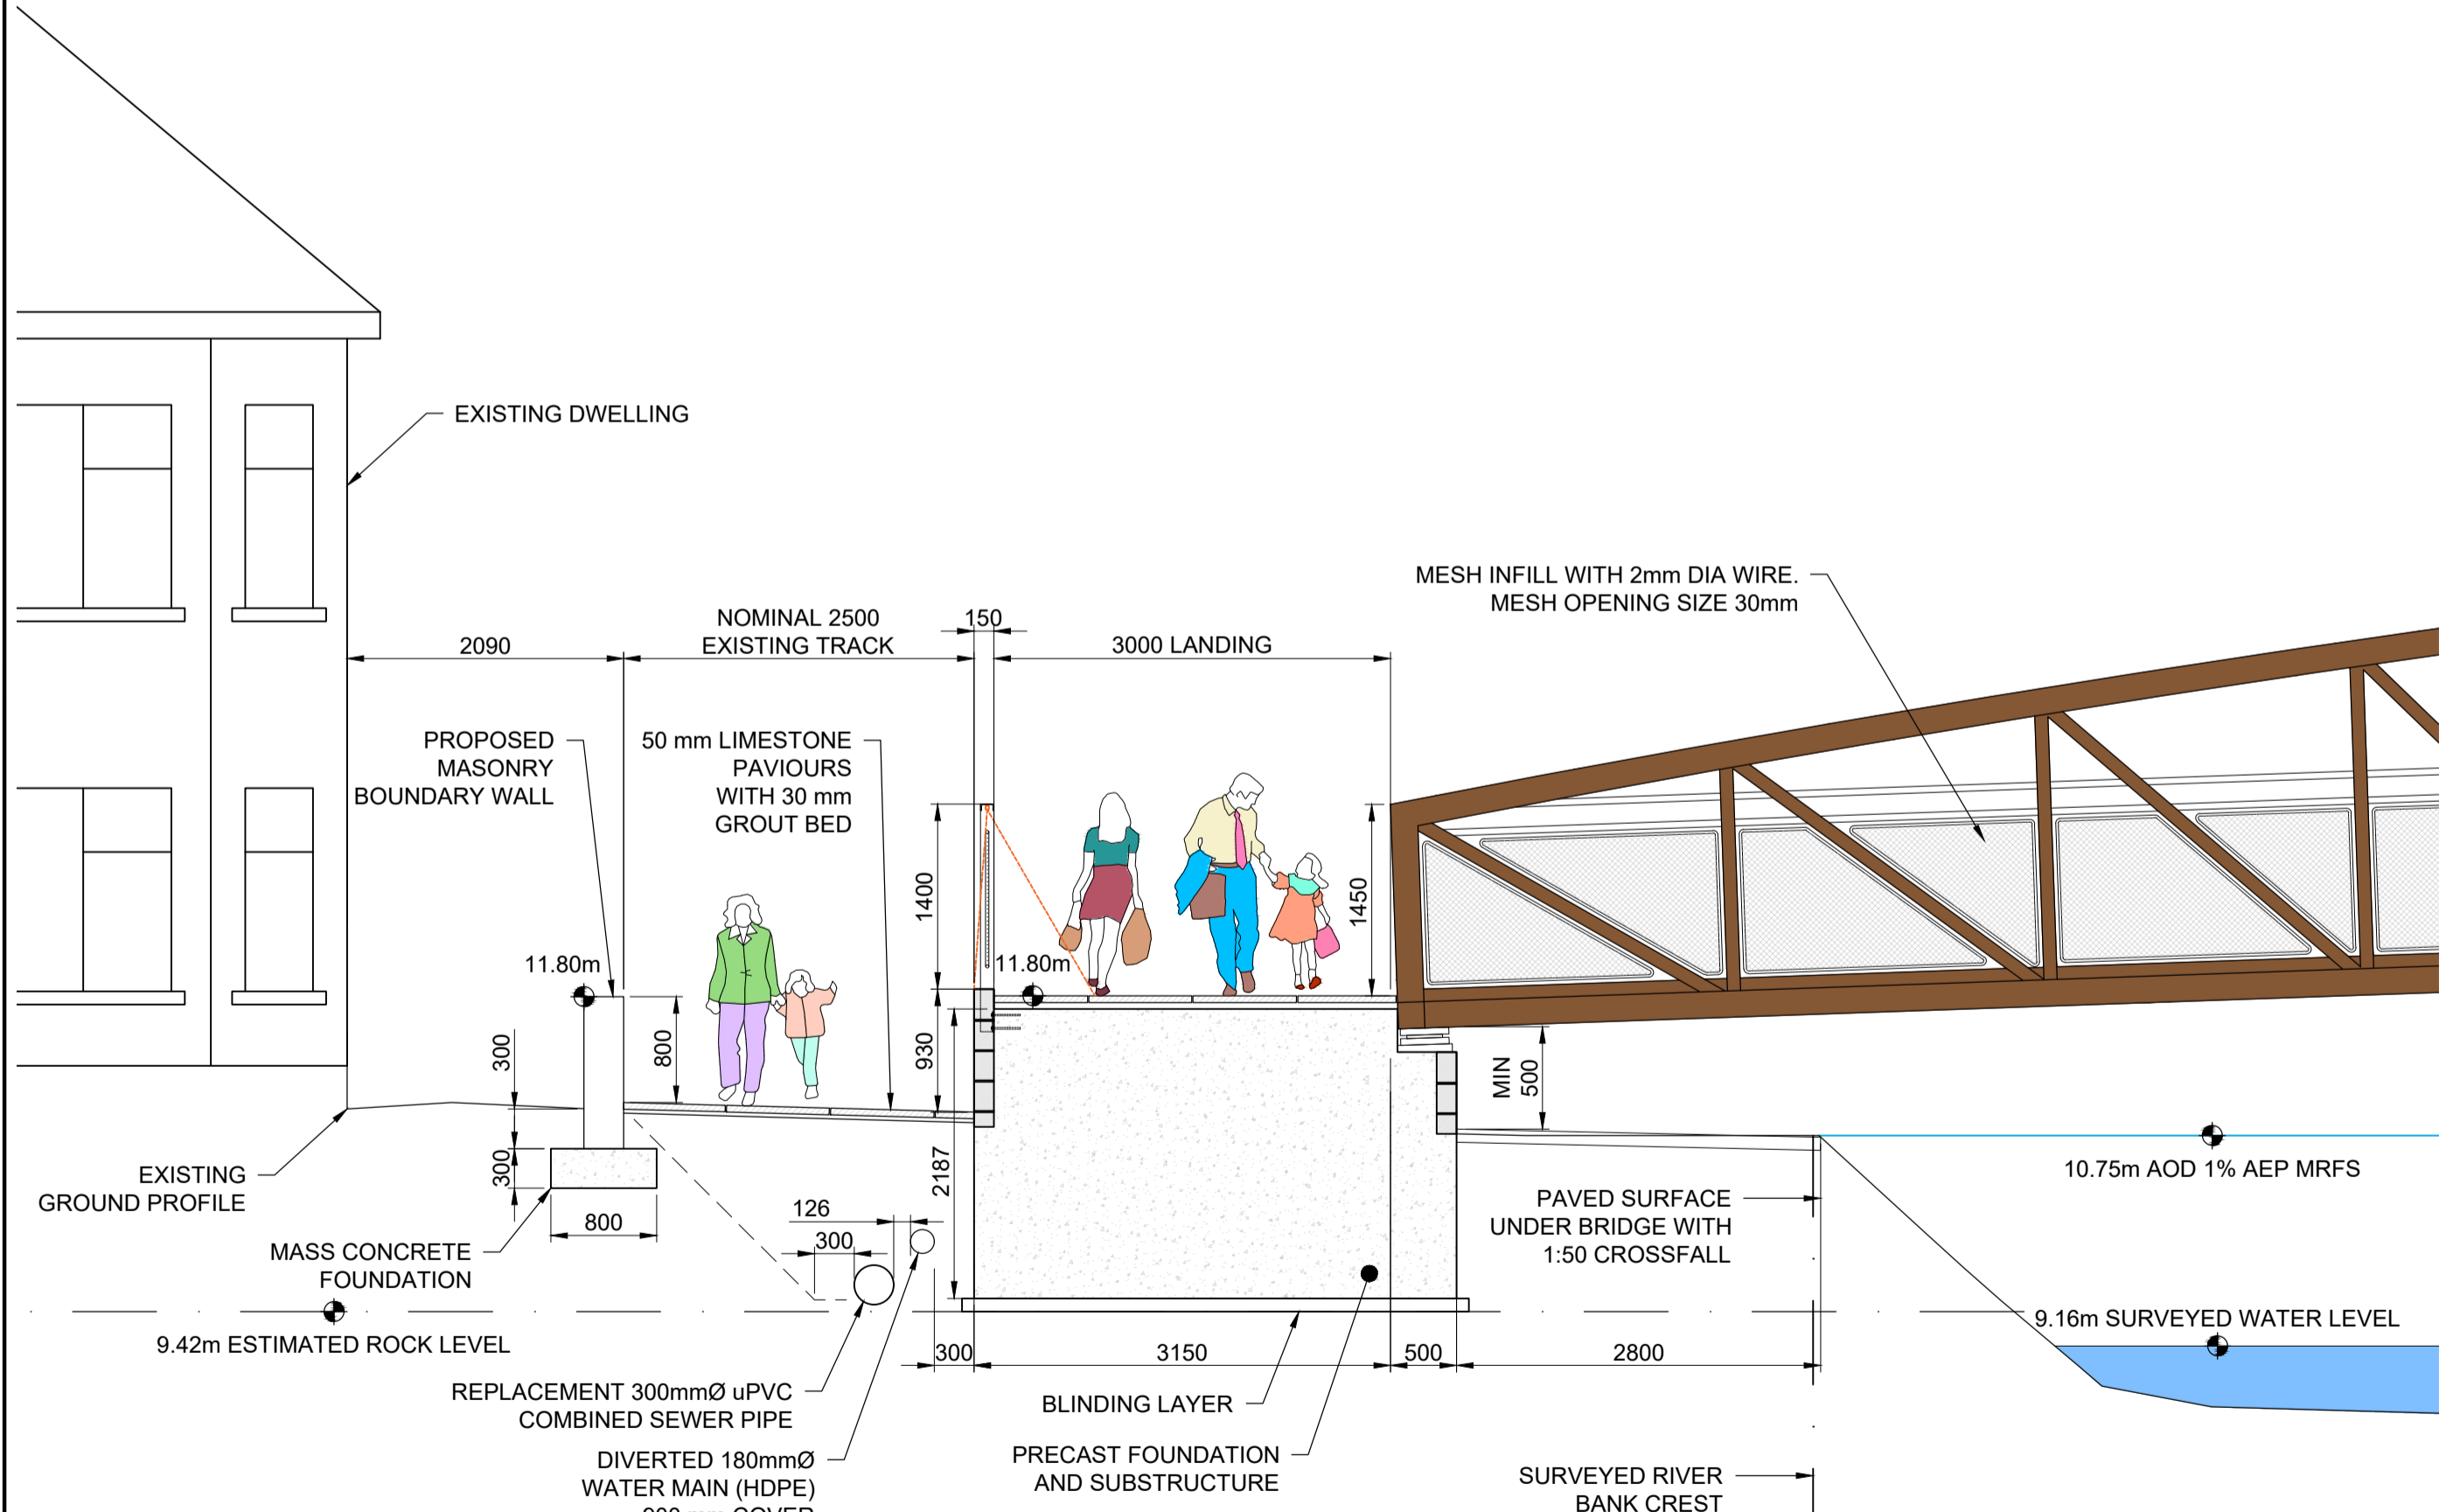 EXISTING DWELLING
MESH INFILL WITH 2mm DIA WIRE.
MESH OPENING SIZE 30mm
2090
NOMINAL 2500
EXISTING TRACK
150
3000 LANDING
PROPOSED
MASONRY
BOUNDARY WALL
50 mm LIMESTONE
PAVIOURS
WITH 30 mm
GROUT BED
1400
1450
11.80m
11.80m
300
800
930
MIN
500
300
800
2187
126
300
EXISTING
GROUND PROFILE
MASS CONCRETE
FOUNDATION
9.42m ESTIMATED ROCK LEVEL
10.75m AOD 1% AEP MRFS
PAVED SURFACE
UNDER BRIDGE WITH
1:50 CROSSFALL
9.16m SURVEYED WATER LEVEL
300
3150
500
2800
REPLACEMENT 300mmØ uPVC
COMBINED SEWER PIPE
BLINDING LAYER
DIVERTED 180mmØ
WATER MAIN (HDPE)
900 mm COVER
PRECAST FOUNDATION
AND SUBSTRUCTURE
SURVEYED RIVER
BANK CREST